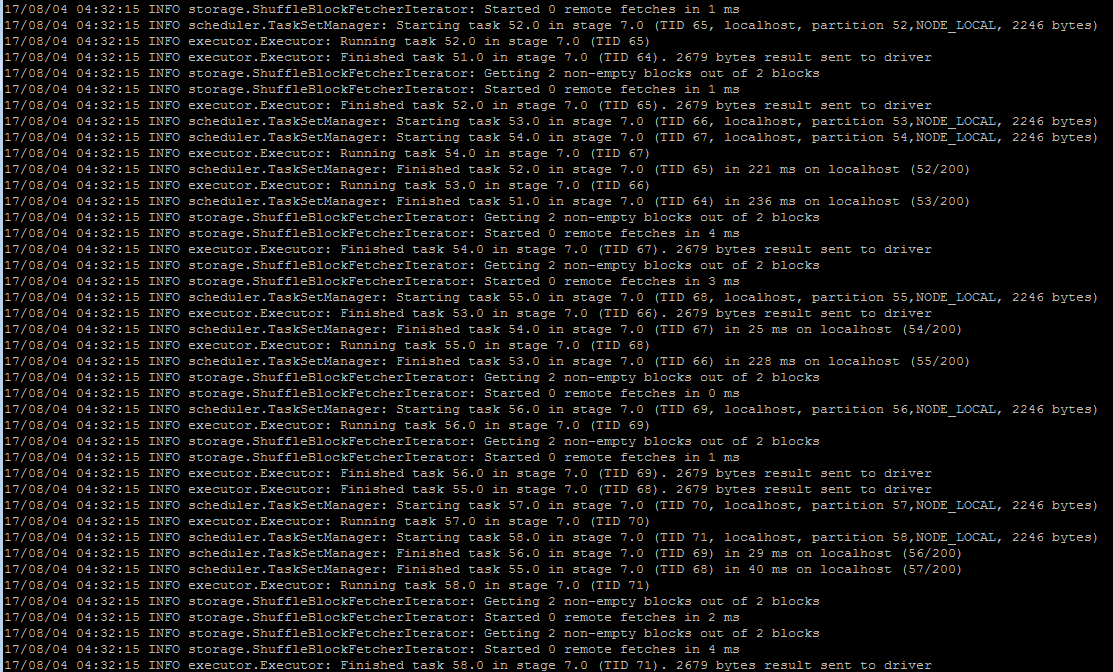 17/08/04 04:32:15 INFO storage.ShuffleBlockFetcherIterator: Started 0 remote fetches in 1 ms
17/08/04 04:32:15 INFO scheduler.TaskSetManager: Starting task 52.0 in stage 7.0 (TID 65, localhost, partition 52,NODE_LOCAL, 2246 bytes)
17/08/04 04:32:15 INFO executor.Executor: Running task 52.0 in stage 7.0 (TID 65)
17/08/04 04:32:15 INFO executor.Executor: Finished task 51.0 in stage 7.0 (TID 64). 2679 bytes result sent to driver
17/08/04 04:32:15 INFO storage.ShuffleBlockFetcherIterator: Getting 2 non-empty blocks out of 2 blocks
17/08/04 04:32:15 INFO storage.ShuffleBlockFetcherIterator: Started 0 remote fetches in 1 ms
17/08/04 04:32:15 INFO executor.Executor: Finished task 52.0 in stage 7.0 (TID 65). 2679 bytes result sent to driver
17/08/04 04:32:15 INFO scheduler.TaskSetManager: Starting task 53.0 in stage 7.0 (TID 66, localhost, partition 53,NODE_LOCAL, 2246 bytes)
17/08/04 04:32:15 INFO scheduler.TaskSetManager: Starting task 54.0 in stage 7.0 (TID 67, localhost, partition 54,NODE_LOCAL, 2246 bytes)
17/08/04 04:32:15 INFO executor.Executor: Running task 54.0 in stage 7.0 (TID 67)
17/08/04 04:32:15 INFO scheduler.TaskSetManager: Finished task 52.0 in stage 7.0 (TID 65) in 221 ms on localhost (52/200)
17/08/04 04:32:15 INFO executor.Executor: Running task 53.0 in stage 7.0 (TID 66)
17/08/04 04:32:15 INFO scheduler.TaskSetManager: Finished task 51.0 in stage 7.0 (TID 64) in 236 ms on localhost (53/200)
17/08/04 04:32:15 INFO storage.ShuffleBlockFetcherIterator: Getting 2 non-empty blocks out of 2 blocks
17/08/04 04:32:15 INFO storage.ShuffleBlockFetcherIterator: Started 0 remote fetches in 4 ms
17/08/04 04:32:15 INFO executor.Executor: Finished task 54.0 in stage 7.0 (TID 67). 2679 bytes result sent to driver
17/08/04 04:32:15 INFO storage.ShuffleBlockFetcherIterator: Getting 2 non-empty blocks out of 2 blocks
17/08/04 04:32:15 INFO storage.ShuffleBlockFetcherIterator: Started 0 remote fetches in 3 ms
17/08/04 04:32:15 INFO scheduler.TaskSetManager: Starting task 55.0 in stage 7.0 (TID 68, localhost, partition 55,NODE_LOCAL, 2246 bytes)
17/08/04 04:32:15 INFO executor.Executor: Finished task 53.0 in stage 7.0 (TID 66). 2679 bytes result sent to driver
17/08/04 04:32:15 INFO scheduler.TaskSetManager: Finished task 54.0 in stage 7.0 (TID 67) in 25 ms on localhost (54/200)
17/08/04 04:32:15 INFO executor.Executor: Running task 55.0 in stage 7.0 (TID 68)
17/08/04 04:32:15 INFO scheduler.TaskSetManager: Finished task 53.0 in stage 7.0 (TID 66) in 228 ms on localhost (55/200)
17/08/04 04:32:15 INFO storage.ShuffleBlockFetcherIterator: Getting 2 non-empty blocks out of 2 blocks
17/08/04 04:32:15 INFO storage.ShuffleBlockFetcherIterator: Started 0 remote fetches in 0 ms
17/08/04 04:32:15 INFO scheduler.TaskSetManager: Starting task 56.0 in stage 7.0 (TID 69, localhost, partition 56,NODE_LOCAL, 2246 bytes)
17/08/04 04:32:15 INFO executor.Executor: Running task 56.0 in stage 7.0 (TID 69)
17/08/04 04:32:15 INFO storage.ShuffleBlockFetcherIterator: Getting 2 non-empty blocks out of 2 blocks
17/08/04 04:32:15 INFO storage.ShuffleBlockFetcherIterator: Started 0 remote fetches in 1 ms
17/08/04 04:32:15 INFO executor.Executor: Finished task 56.0 in stage 7.0 (TID 69). 2679 bytes result sent to driver
17/08/04 04:32:15 INFO executor.Executor: Finished task 55.0 in stage 7.0 (TID 68). 2679 bytes result sent to driver
17/08/04 04:32:15 INFO scheduler.TaskSetManager: Starting task 57.0 in stage 7.0 (TID 70, localhost, partition 57,NODE_LOCAL, 2246 bytes)
17/08/04 04:32:15 INFO executor.Executor: Running task 57.0 in stage 7.0 (TID 70)
17/08/04 04:32:15 INFO scheduler.TaskSetManager: Starting task 58.0 in stage 7.0 (TID 71, localhost, partition 58,NODE_LOCAL, 2246 bytes)
17/08/04 04:32:15 INFO scheduler.TaskSetManager: Finished task 56.0 in stage 7.0 (TID 69) in 29 ms on localhost (56/200)
17/08/04 04:32:15 INFO scheduler.TaskSetManager: Finished task 55.0 in stage 7.0 (TID 68) in 40 ms on localhost (57/200)
17/08/04 04:32:15 INFO executor.Executor: Running task 58.0 in stage 7.0 (TID 71)
17/08/04 04:32:15 INFO storage.ShuffleBlockFetcherIterator: Getting 2 non-empty blocks out of 2 blocks
17/08/04 04:32:15 INFO storage.ShuffleBlockFetcherIterator: Started 0 remote fetches in 2 ms
17/08/04 04:32:15 INFO storage.ShuffleBlockFetcherIterator: Getting 2 non-empty blocks out of 2 blocks
17/08/04 04:32:15 INFO storage.ShuffleBlockFetcherIterator: Started 0 remote fetches in 4 ms
17/08/04 04:32:15 INFO executor.Executor: Finished task 58.0 in stage 7.0 (TID 71). 2679 bytes result sent to driver